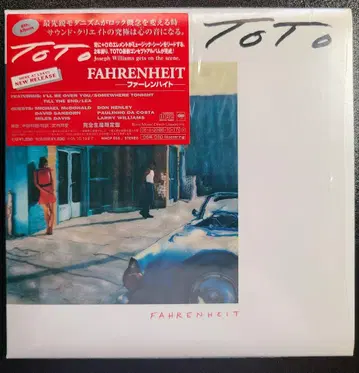 TOTO
TOTO
最先端モダニズムがロック概念を変える時
サウンド・クリエイトの究極は心の音になる。
NEW RELEASE
Joseph Williams gets on the scene.
FAHRENHEIT
ファーレンハイト
FEATURING: I'LL BE OVER YOU/SOMEWHERE TONIGHT
TILL THE END/LEA
GUESTS: MICHAEL McDONALD
DON HENLEY
DAVID SANBORN
PAULINHO DA COSTA
MILES DAVIS
LARRY WILLIAMS
完全生産限定盤
STEREO
FAHRENHEIT